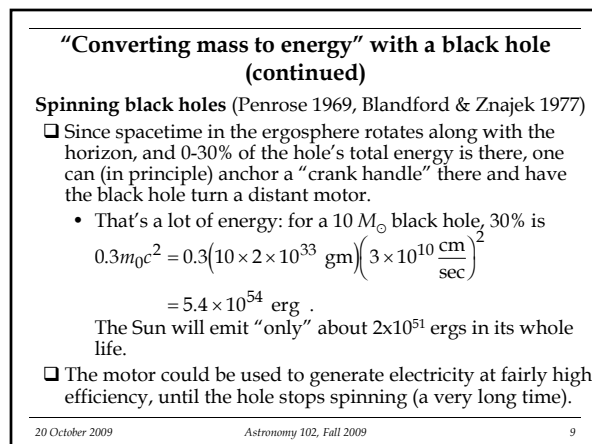 “Converting mass to energy” with a black hole
(continued)
Spinning black holes (Penrose 1969, Blandford & Znajek 1977)
❑ Since spacetime in the ergosphere rotates along with the
horizon, and 0-30% of the hole’s total energy is there, one
can (in principle) anchor a “crank handle” there and have
the black hole turn a distant motor.
• That’s a lot of energy: for a 10 M☉ black hole, 30% is
0.3m₀c² = 0.3(10 × 2 × 10³³ gm)(3 × 10¹⁰ cm/sec)²
= 5.4 × 10⁵⁴ erg .
The Sun will emit “only” about 2x10⁵¹ ergs in its whole
life.
❑ The motor could be used to generate electricity at fairly high
efficiency, until the hole stops spinning (a very long time).
20 October 2009 Astronomy 102, Fall 2009 9